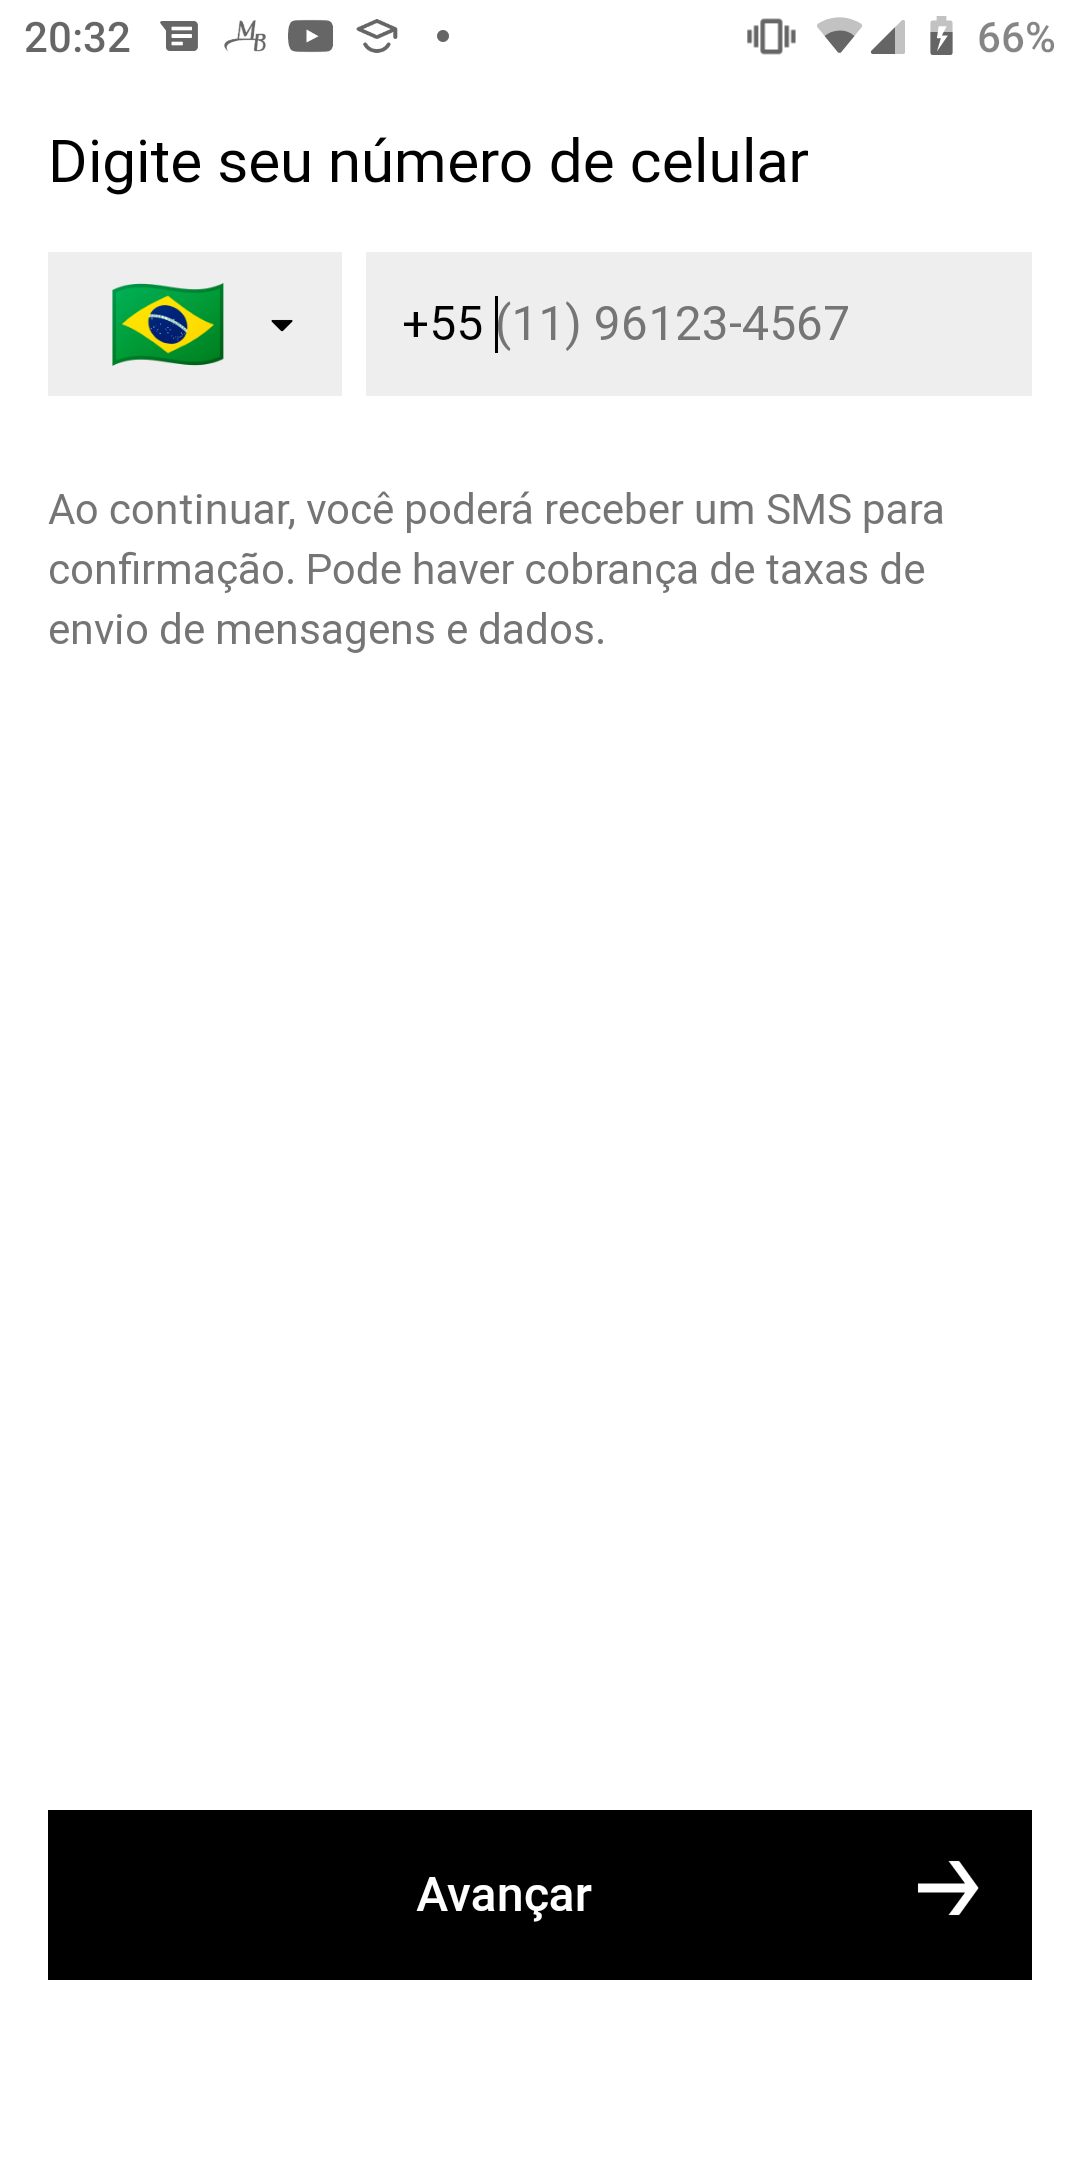 20:32 MB 66%
Digite seu número de celular
+55 (11) 96123-4567
Ao continuar, você poderá receber um SMS para
confirmação. Pode haver cobrança de taxas de
envio de mensagens e dados.
Avançar